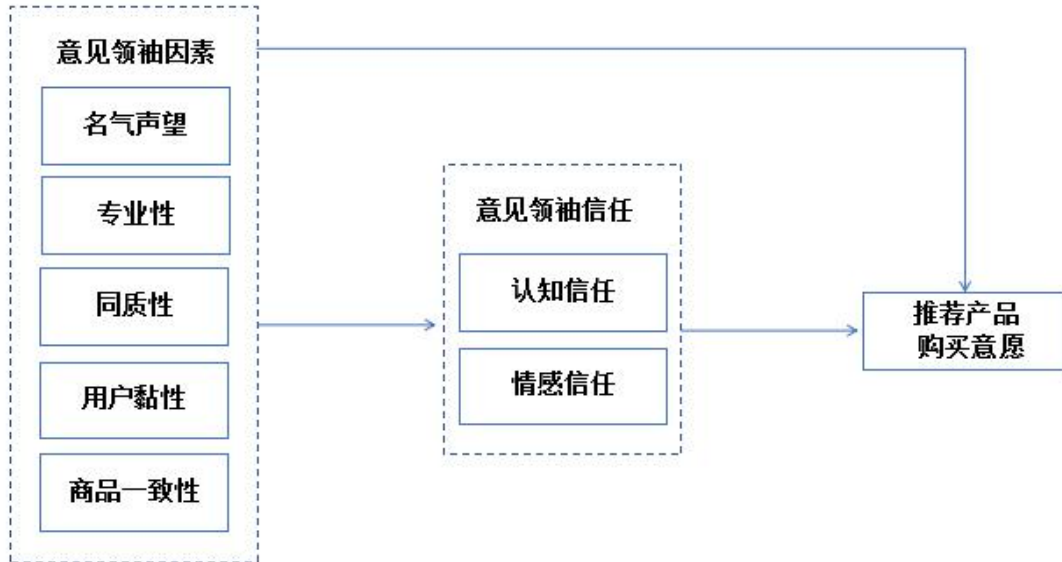 意见领袖因素
名气声望
专业性
同质性
用户黏性
商品一致性
意见领袖信任
认知信任
情感信任
推荐产品
购买意愿